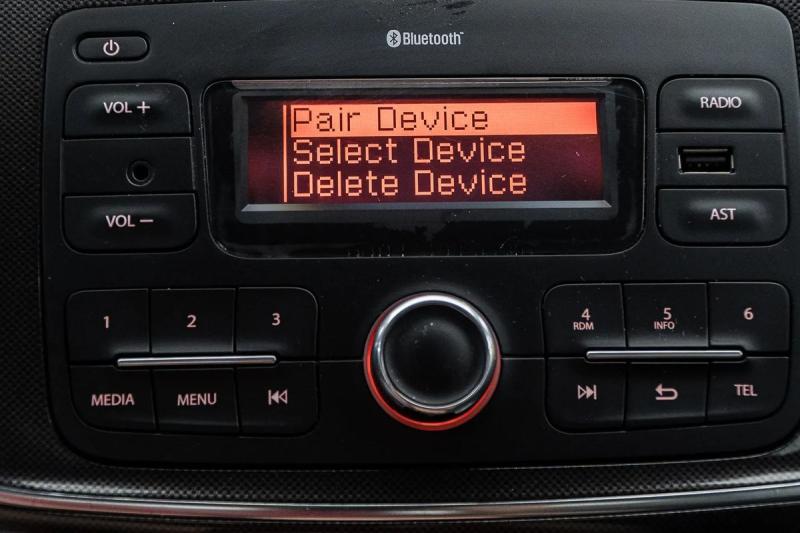 Bluetooth™
VOL +
RADIO
Pair Device
Select Device
Delete Device
VOL −
AST
1
2
3
4
RDM
5
INFO
6
MEDIA
MENU
TEL